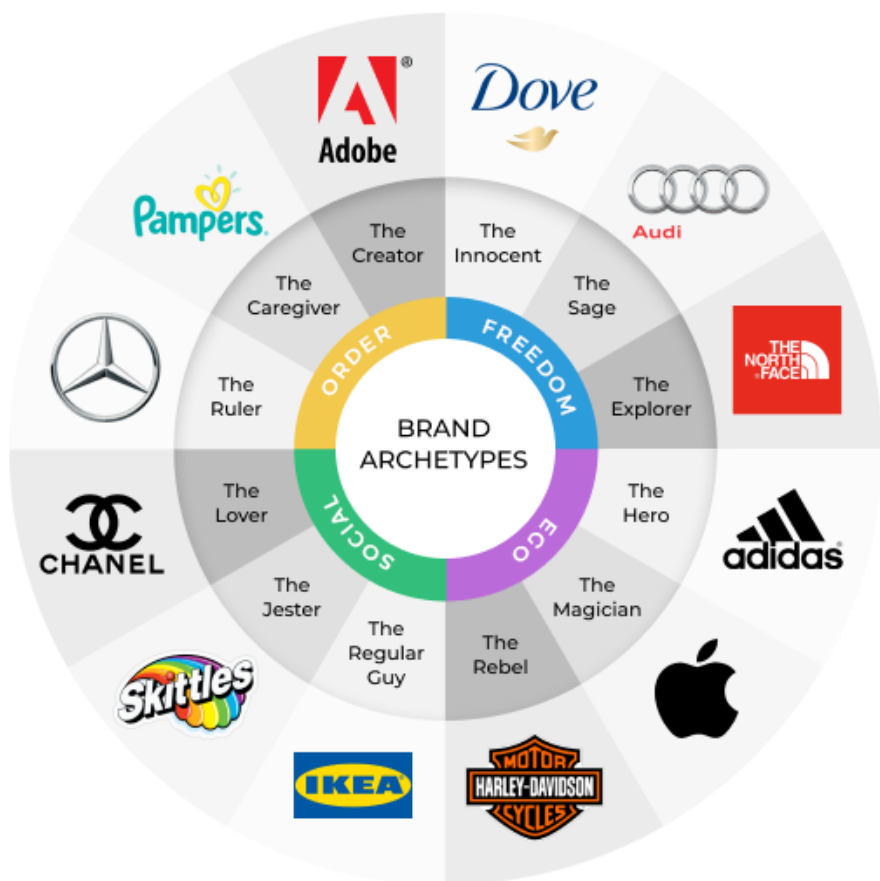 BRAND
ARCHETYPES
FREEDOM
EGO
SOCIAL
ORDER
The
Innocent
The
Sage
The
Explorer
The
Hero
The
Magician
The
Rebel
The
Regular
Guy
The
Jester
The
Lover
The
Ruler
The
Caregiver
The
Creator
Dove
Audi
THE
NORTH
FACE
adidas
MOTOR
HARLEY-DAVIDSON
CYCLES
IKEA
Skittles
CHANEL
Pampers
Adobe